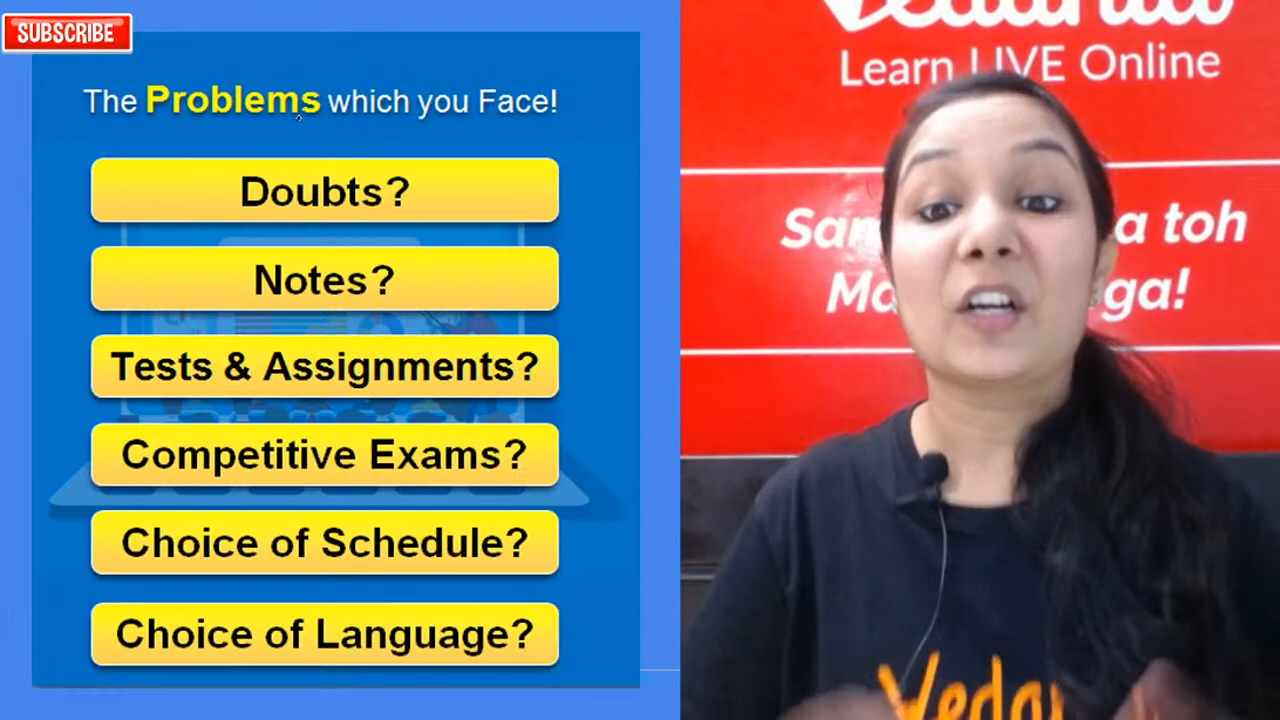 SUBSCRIBE
The Problems which you Face!
Doubts?
Notes?
Tests & Assignments?
Competitive Exams?
Choice of Schedule?
Choice of Language?
Learn LIVE Online
a toh